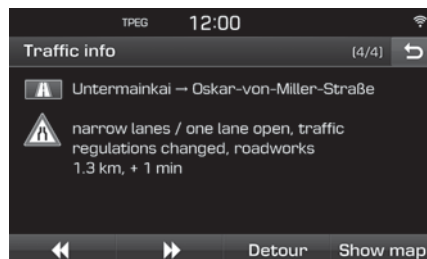 TPEG 12:00
Traffic info (4/4)
Untermainkai → Oskar-von-Miller-Straße
narrow lanes / one lane open, traffic
regulations changed, roadworks
1.3 km, + 1 min
Detour Show map